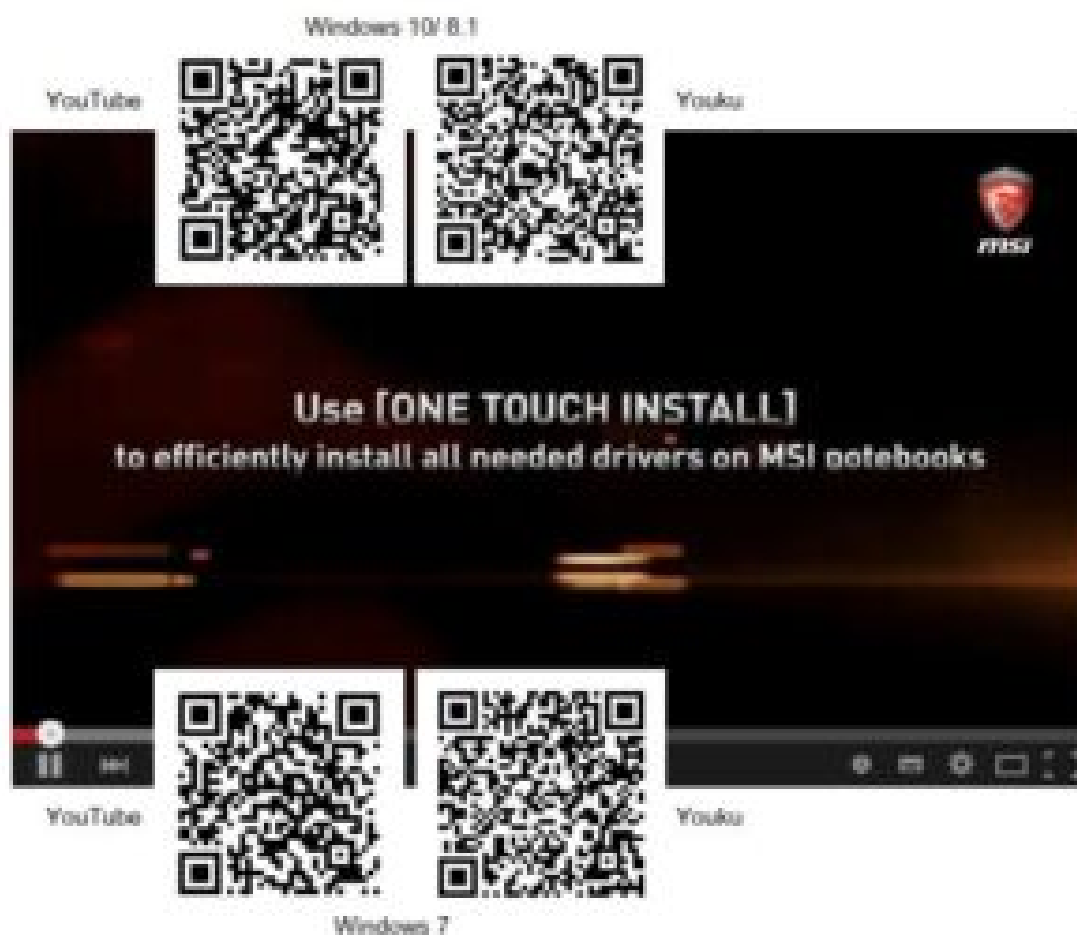 Windows 10/ 8.1
YouTube
Youku
msi
Use [ONE TOUCH INSTALL]
to efficiently install all needed drivers on MSI notebooks
YouTube
Youku
Windows 7